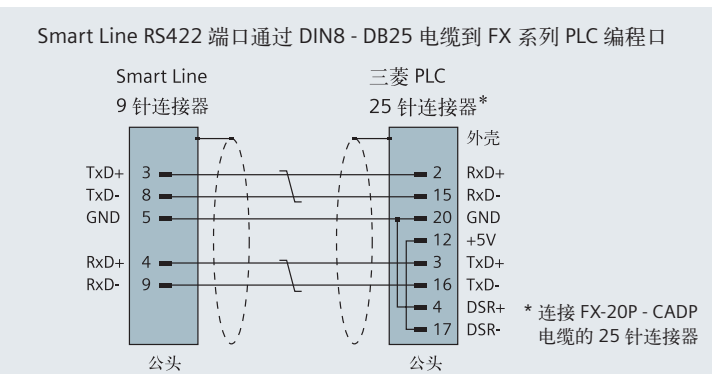 Smart Line RS422 端口通过 DIN8 - DB25 电缆到 FX 系列 PLC 编程口
Smart Line 三菱 PLC
9 针连接器 25 针连接器*
外壳
TxD+ 3 2 RxD+
TxD- 8 15 RxD-
GND 5 20 GND
12 +5V
RxD+ 4 3 TxD+
RxD- 9 16 TxD-
4 DSR+
17 DSR-
* 连接 FX-20P - CADP
电缆的 25 针连接器
公头 公头